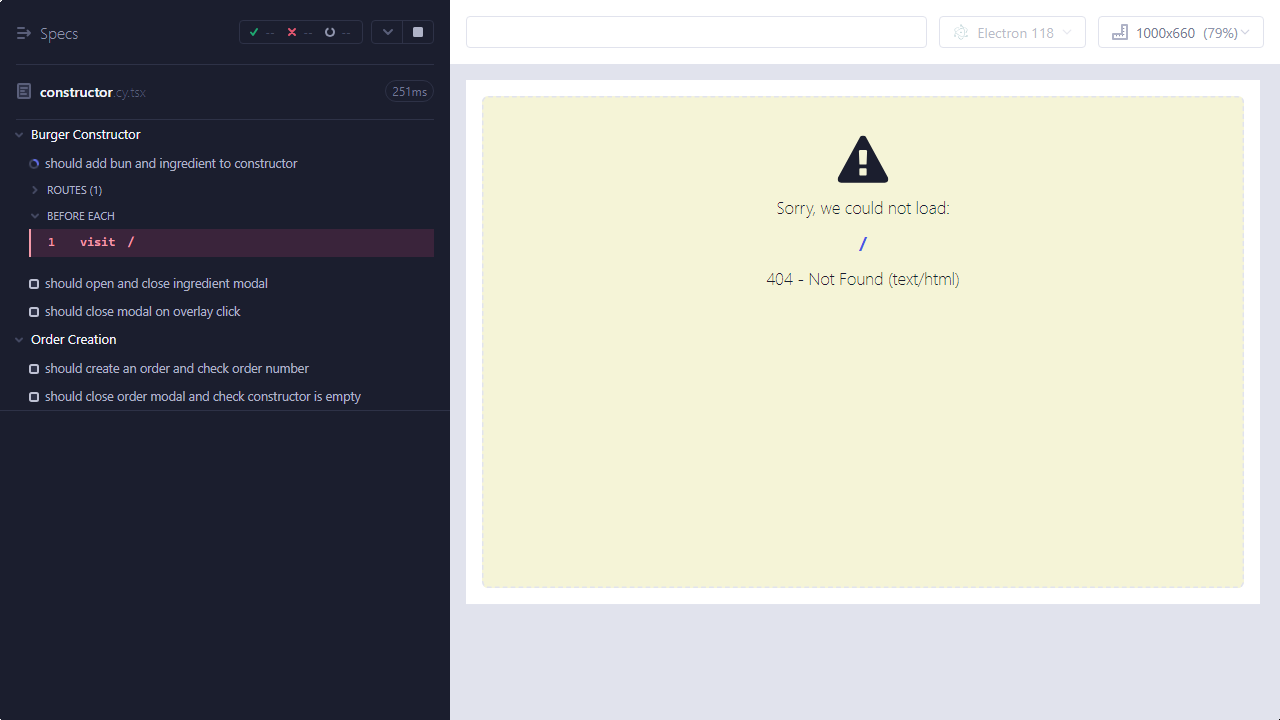 Specs
-- -- --
constructor.cy.tsx 251ms
Burger Constructor
should add bun and ingredient to constructor
ROUTES (1)
BEFORE EACH
1 visit /
should open and close ingredient modal
should close modal on overlay click
Order Creation
should create an order and check order number
should close order modal and check constructor is empty
Electron 118
1000x660 (79%)
Sorry, we could not load:
/
404 - Not Found (text/html)